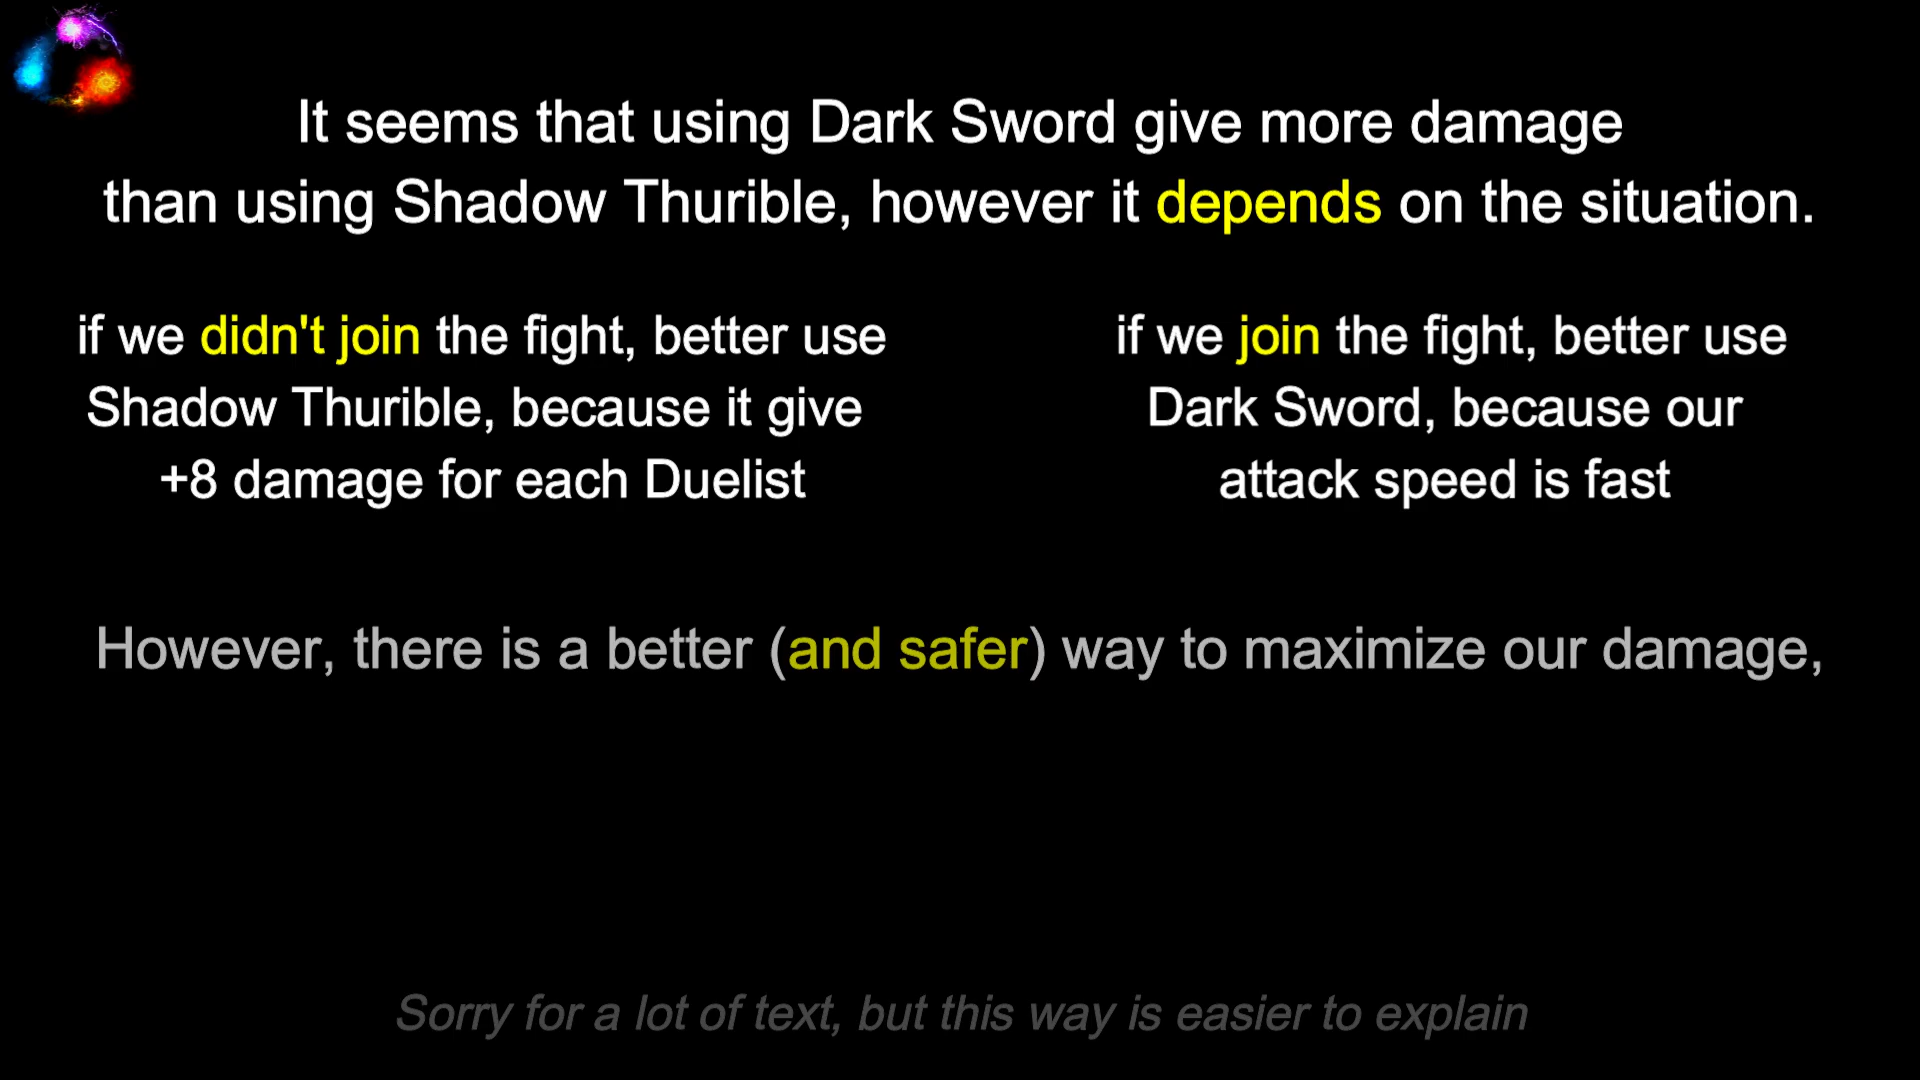 It seems that using Dark Sword give more damage
than using Shadow Thurible, however it depends on the situation.
if we didn't join the fight, better use
Shadow Thurible, because it give
+8 damage for each Duelist
if we join the fight, better use
Dark Sword, because our
attack speed is fast
However, there is a better (and safer) way to maximize our damage,
Sorry for a lot of text, but this way is easier to explain